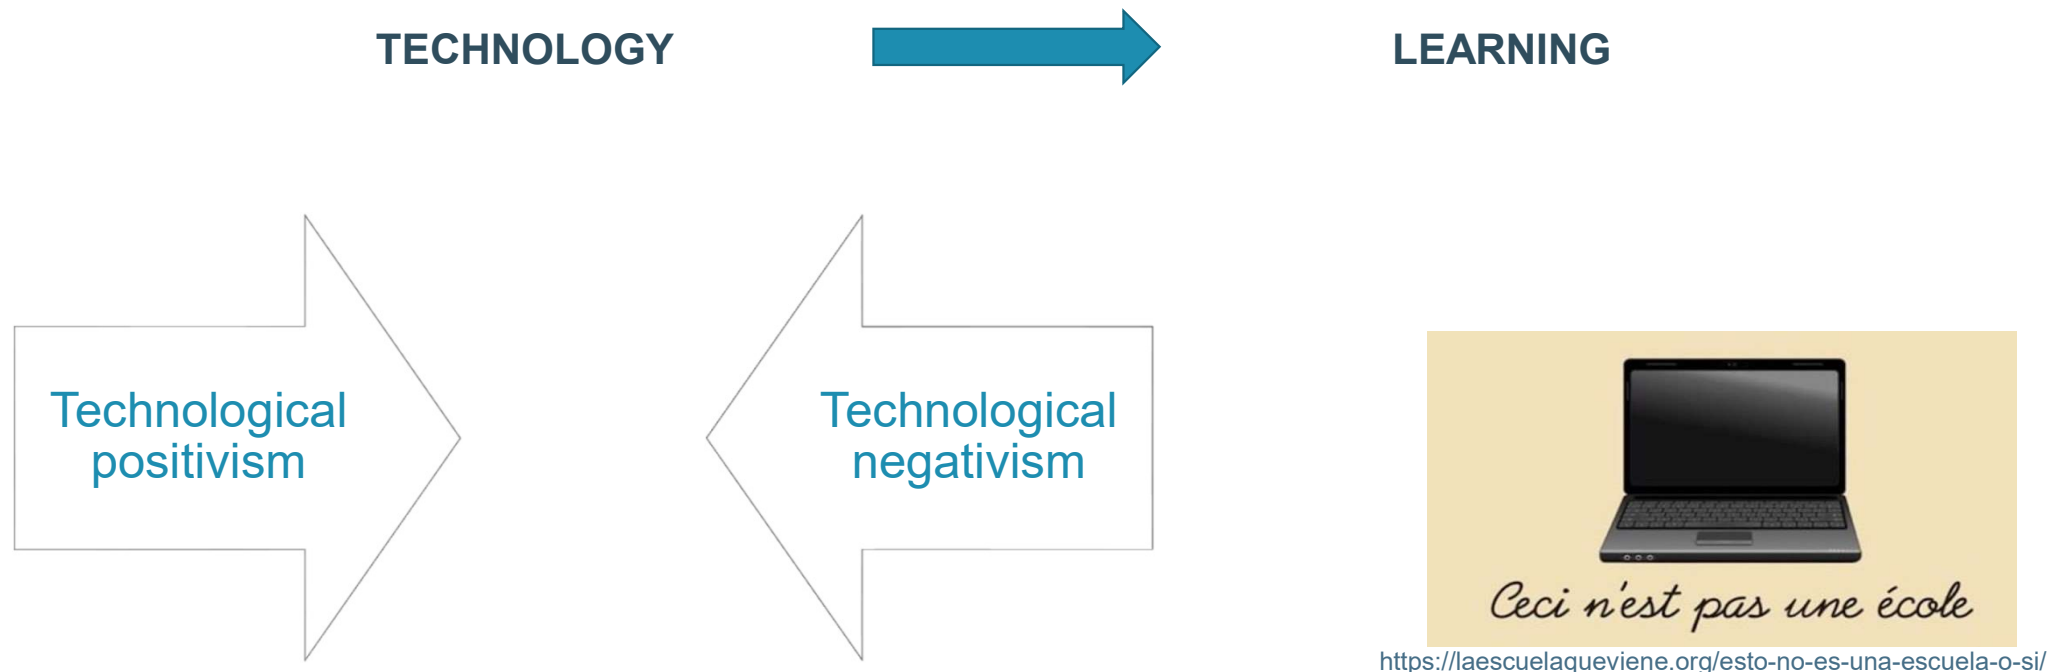 TECHNOLOGY
LEARNING
Technological
positivism
Technological
negativism
Ceci n'est pas une école
https://laescuelaqueviene.org/esto-no-es-una-escuela-o-si/